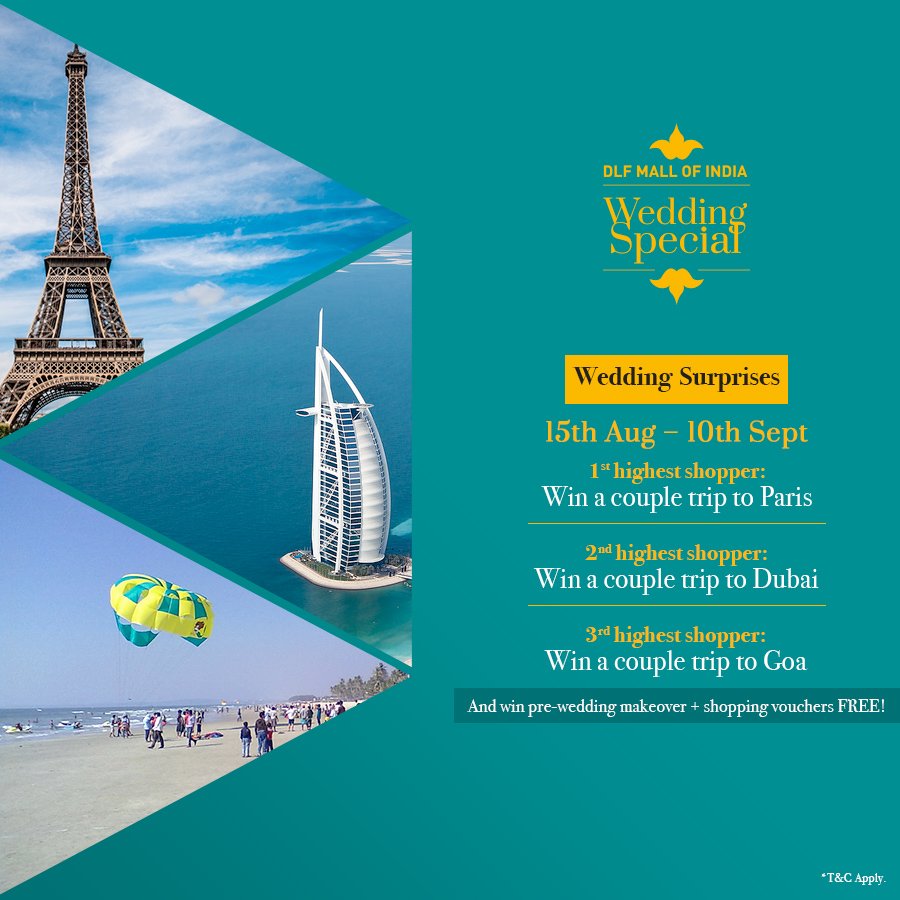 DLF MALL OF INDIA
Wedding
Special
Wedding Surprises
15th Aug – 10th Sept
1st highest shopper:
Win a couple trip to Paris
2nd highest shopper:
Win a couple trip to Dubai
3rd highest shopper:
Win a couple trip to Goa
And win pre-wedding makeover + shopping vouchers FREE!
*T&C Apply.